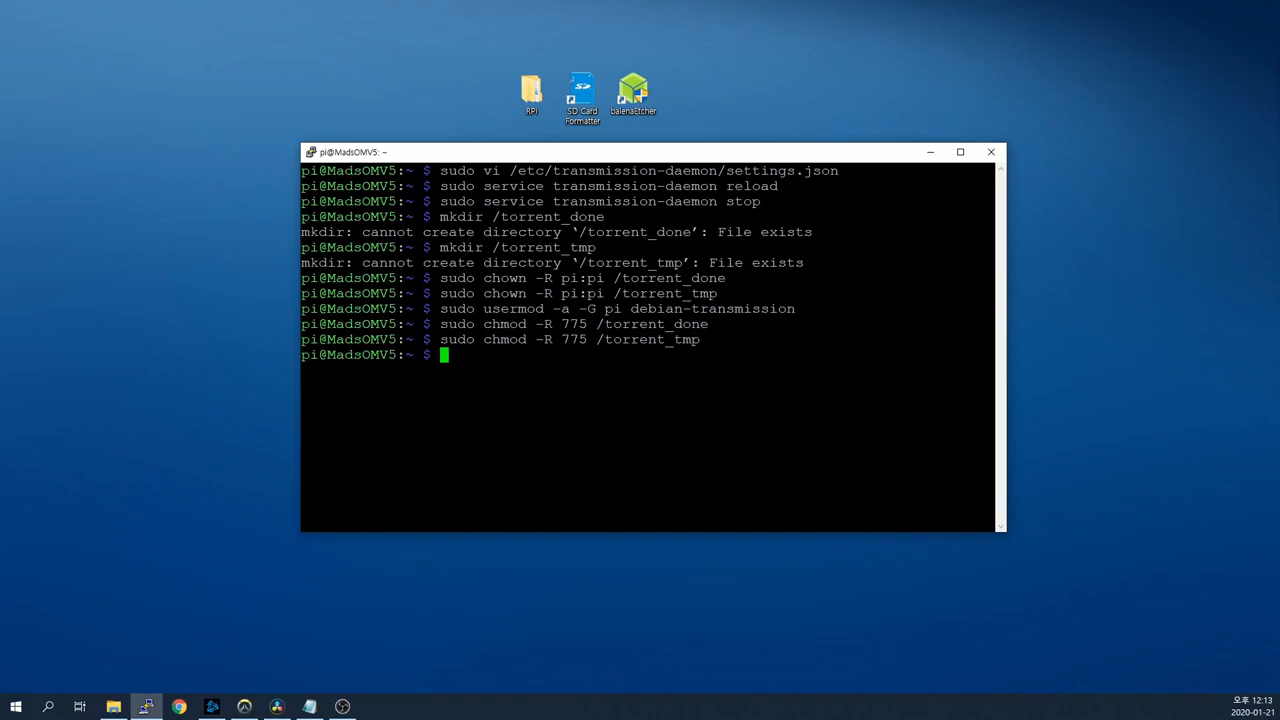 RPi
SD Card
Formatter
balenaEtcher
pi@MadsOMV5: ~
pi@MadsOMV5:~ $ sudo vi /etc/transmission-daemon/settings.json
pi@MadsOMV5:~ $ sudo service transmission-daemon reload
pi@MadsOMV5:~ $ sudo service transmission-daemon stop
pi@MadsOMV5:~ $ mkdir /torrent_done
mkdir: cannot create directory ‘/torrent_done’: File exists
pi@MadsOMV5:~ $ mkdir /torrent_tmp
mkdir: cannot create directory ‘/torrent_tmp’: File exists
pi@MadsOMV5:~ $ sudo chown -R pi:pi /torrent_done
pi@MadsOMV5:~ $ sudo chown -R pi:pi /torrent_tmp
pi@MadsOMV5:~ $ sudo usermod -a -G pi debian-transmission
pi@MadsOMV5:~ $ sudo chmod -R 775 /torrent_done
pi@MadsOMV5:~ $ sudo chmod -R 775 /torrent_tmp
pi@MadsOMV5:~ $
오후 12:13
2020-01-21